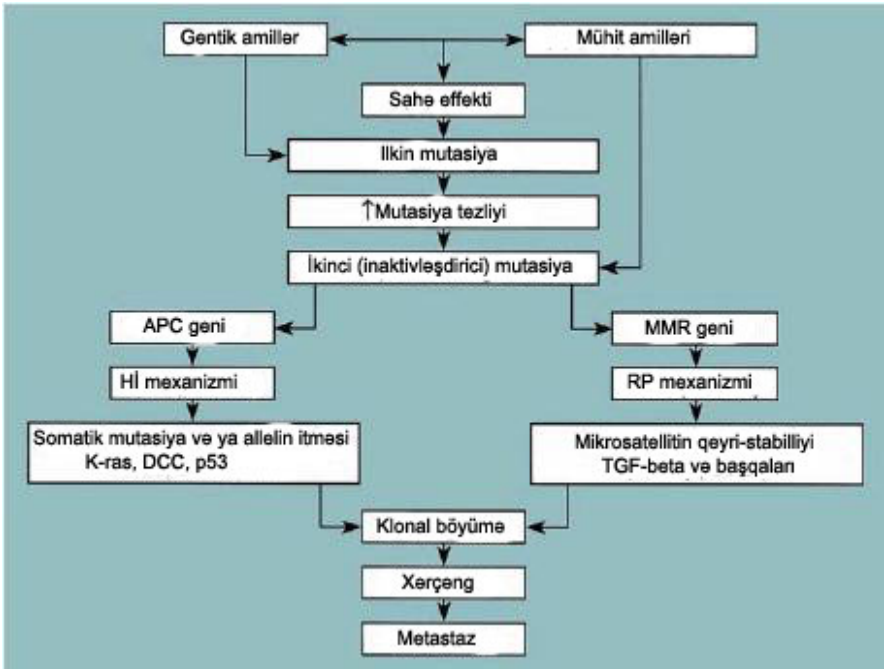 Gentik amillər
Mühit amilləri
Sahə effekti
Ilkin mutasiya
↑Mutasiya tezliyi
İkinci (inaktivləşdirici) mutasiya
APC geni
MMR geni
Hİ mexanizmi
RP mexanizmi
Somatik mutasiya və ya allelin itməsi
K-ras, DCC, p53
Mikrosatellitin qeyri-stabilliyi
TGF-beta və başqaları
Klonal böyümə
Xərçəng
Metastaz